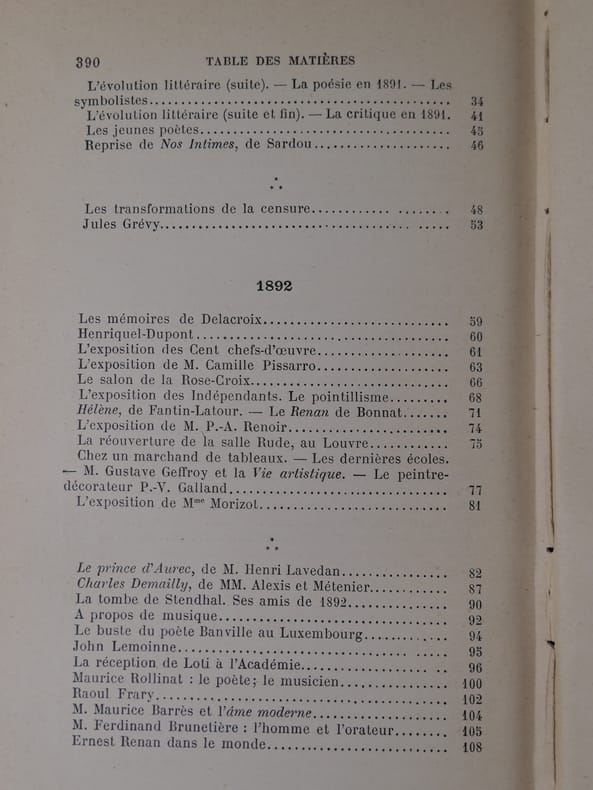 390 TABLE DES MATIÈRES
L'évolution littéraire (suite). — La poésie en 1891. — Les
symbolistes................................................ 34
L'évolution littéraire (suite et fin). — La critique en 1891. 41
Les jeunes poètes........................................ 45
Reprise de Nos Intimes, de Sardou..................... 46
Les transformations de la censure............ ........ 48
Jules Grévy....................................... ..... 53
1892
Les mémoires de Delacroix............................. 59
Henriquel-Dupont........................................ 60
L'exposition des Cent chefs-d'œuvre..................... 61
L'exposition de M. Camille Pissarro..................... 63
Le salon de la Rose-Croix............................... 66
L'exposition des Indépendants. Le pointillisme......... 68
Hélène, de Fantin-Latour. — Le Renan de Bonnat....... 71
L'exposition de M. P.-A. Renoir......................... 74
La réouverture de la salle Rude, au Louvre............ 75
Chez un marchand de tableaux. — Les dernières écoles.
— M. Gustave Geffroy et la Vie artistique. — Le peintre-
décorateur P.-V. Galland.................................. 77
L'exposition de Mme Morizot.............................. 81
Le prince d'Aurec, de M. Henri Lavedan............... 82
Charles Demailly, de MM. Alexis et Métenier............ 87
La tombe de Stendhal. Ses amis de 1892............... 90
A propos de musique.................................... 92
Le buste du poète Banville au Luxembourg............ 94
John Lemoinne.................................... ..... 95
La réception de Loti à l'Académie.................. .. .. 96
Maurice Rollinat : le poète; le musicien................ 100
Raoul Frary............................................... 102
M. Maurice Barrès et l'âme moderne..................... 104
M. Ferdinand Brunetière : l'homme et l'orateur........ 105
Ernest Renan dans le monde............................. 108